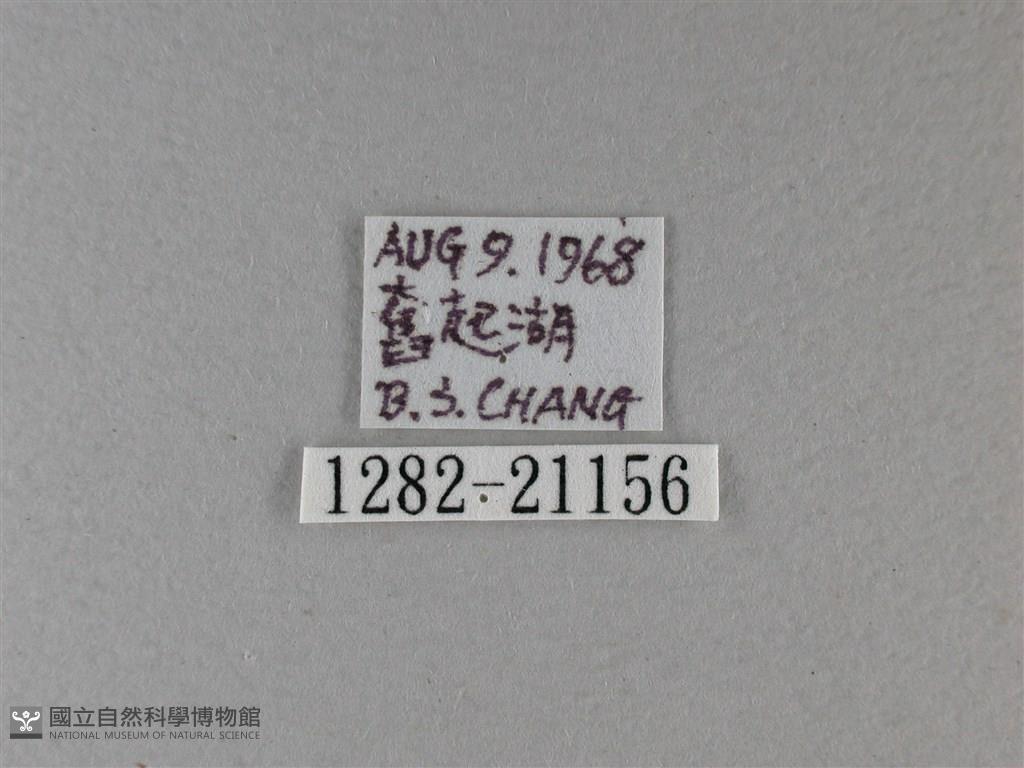 AUG 9. 1968
奮起湖
B.S. CHANG
1282-21156
國立自然科學博物館
NATIONAL MUSEUM OF NATURAL SCIENCE